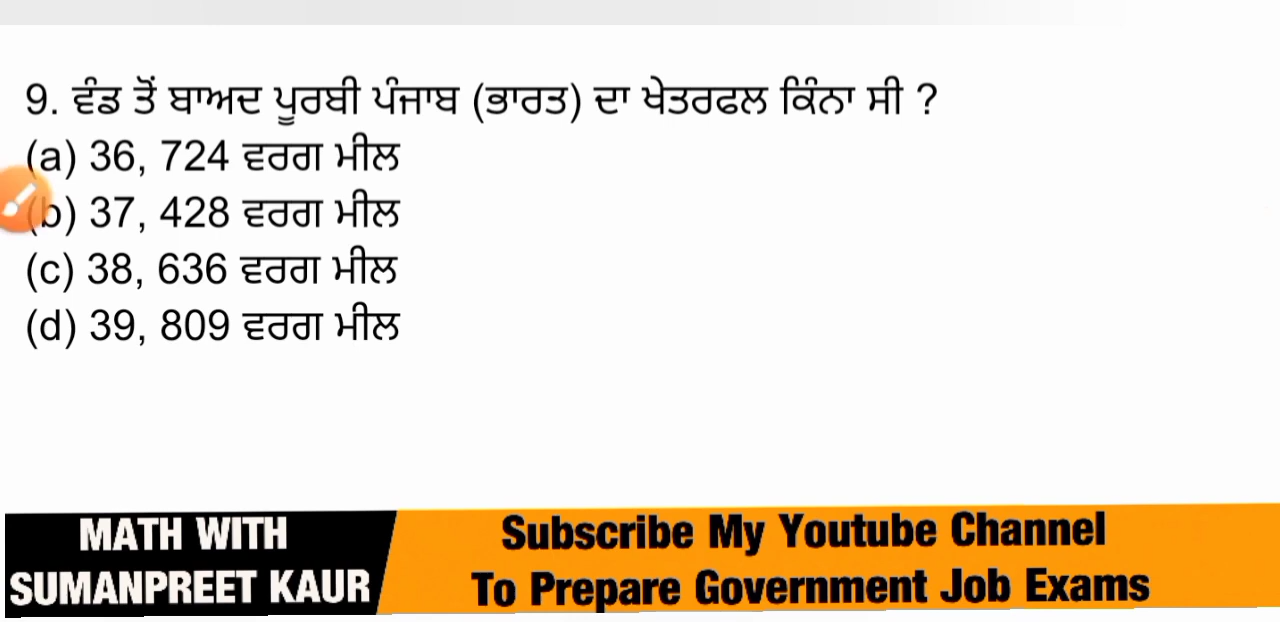 9. ਵੰਡ ਤੋਂ ਬਾਅਦ ਪੂਰਬੀ ਪੰਜਾਬ (ਭਾਰਤ) ਦਾ ਖੇਤਰਫਲ ਕਿੰਨਾ ਸੀ ?
(a) 36, 724 ਵਰਗ ਮੀਲ
(b) 37, 428 ਵਰਗ ਮੀਲ
(c) 38, 636 ਵਰਗ ਮੀਲ
(d) 39, 809 ਵਰਗ ਮੀਲ
MATH WITH
SUMANPREET KAUR
Subscribe My Youtube Channel
To Prepare Government Job Exams